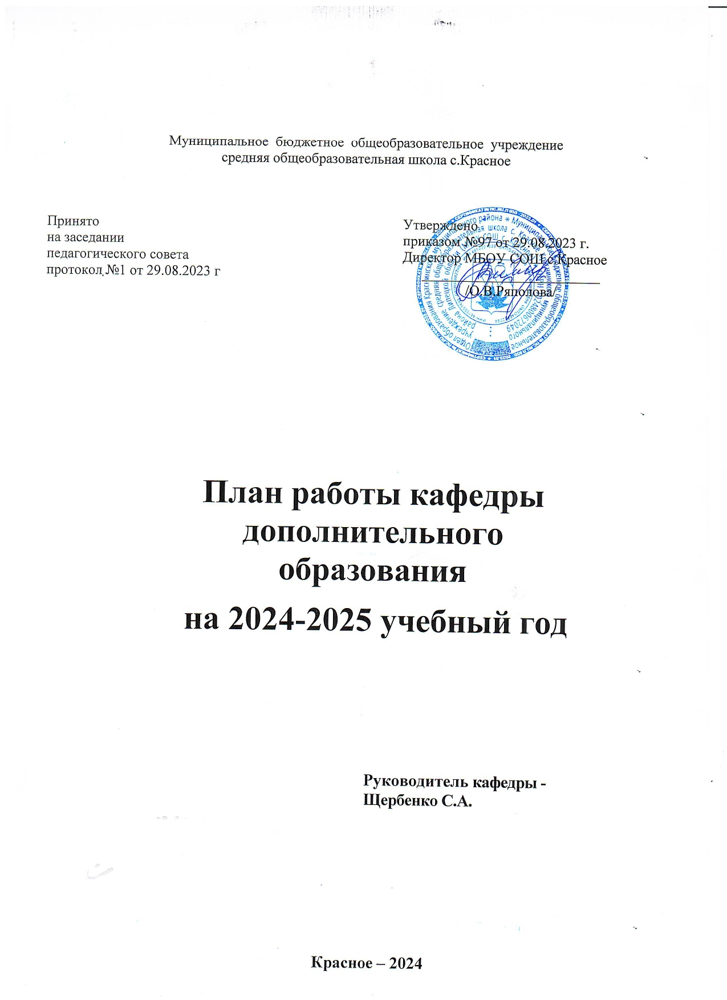 Муниципальное бюджетное общеобразовательное учреждение
средняя общеобразовательная школа с.Красное
Принято
на заседании
педагогического совета
протокол №1 от 29.08.2023 г
Утверждено
приказом №97 от 29.08.2023 г.
Директор МБОУ СОШ с.Красное
/О.В.Ряполова/
План работы кафедры
дополнительного
образования
на 2024-2025 учебный год
Руководитель кафедры -
Щербенко С.А.
Красное – 2024